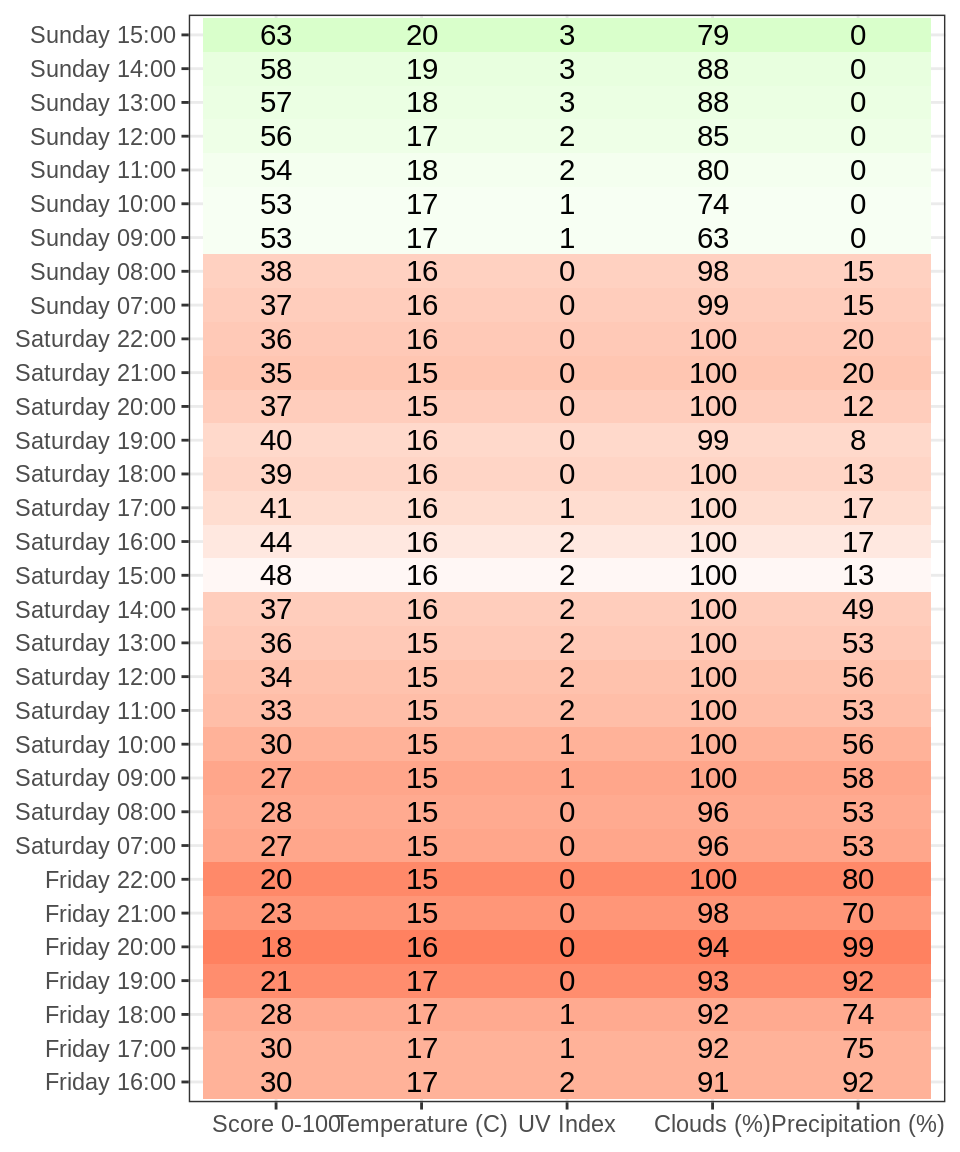 Sunday 15:00 63 20 3 79 0
Sunday 14:00 58 19 3 88 0
Sunday 13:00 57 18 3 88 0
Sunday 12:00 56 17 2 85 0
Sunday 11:00 54 18 2 80 0
Sunday 10:00 53 17 1 74 0
Sunday 09:00 53 17 1 63 0
Sunday 08:00 38 16 0 98 15
Sunday 07:00 37 16 0 99 15
Saturday 22:00 36 16 0 100 20
Saturday 21:00 35 15 0 100 20
Saturday 20:00 37 15 0 100 12
Saturday 19:00 40 16 0 99 8
Saturday 18:00 39 16 0 100 13
Saturday 17:00 41 16 1 100 17
Saturday 16:00 44 16 2 100 17
Saturday 15:00 48 16 2 100 13
Saturday 14:00 37 16 2 100 49
Saturday 13:00 36 15 2 100 53
Saturday 12:00 34 15 2 100 56
Saturday 11:00 33 15 2 100 53
Saturday 10:00 30 15 1 100 56
Saturday 09:00 27 15 1 100 58
Saturday 08:00 28 15 0 96 53
Saturday 07:00 27 15 0 96 53
Friday 22:00 20 15 0 100 80
Friday 21:00 23 15 0 98 70
Friday 20:00 18 16 0 94 99
Friday 19:00 21 17 0 93 92
Friday 18:00 28 17 1 92 74
Friday 17:00 30 17 1 92 75
Friday 16:00 30 17 2 91 92
Score 0-100 Temperature (C) UV Index Clouds (%) Precipitation (%)